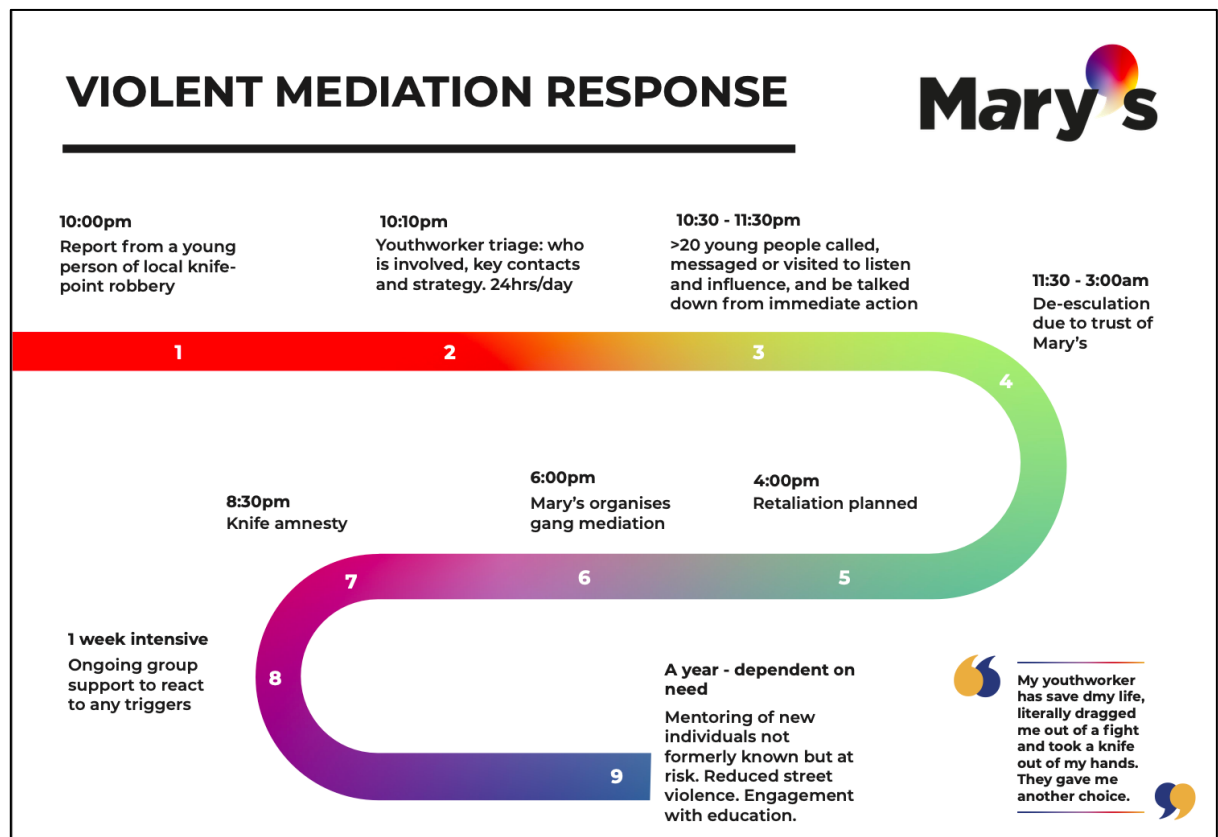 VIOLENT MEDIATION RESPONSE
Mary's
10:00pm
Report from a young
person of local knife-
point robbery
10:10pm
Youthworker triage: who
is involved, key contacts
and strategy. 24hrs/day
10:30 - 11:30pm
>20 young people called,
messaged or visited to listen
and influence, and be talked
down from immediate action
11:30 - 3:00am
De-esculation
due to trust of
Mary's
1
2
3
4
4:00pm
Retaliation planned
6:00pm
Mary's organises
gang mediation
8:30pm
Knife amnesty
5
6
7
1 week intensive
Ongoing group
support to react
to any triggers
8
9
A year - dependent on
need
Mentoring of new
individuals not
formerly known but at
risk. Reduced street
violence. Engagement
with education.
“
My youthworker
has save dmy life,
literally dragged
me out of a fight
and took a knife
out of my hands.
They gave me
another choice.
”